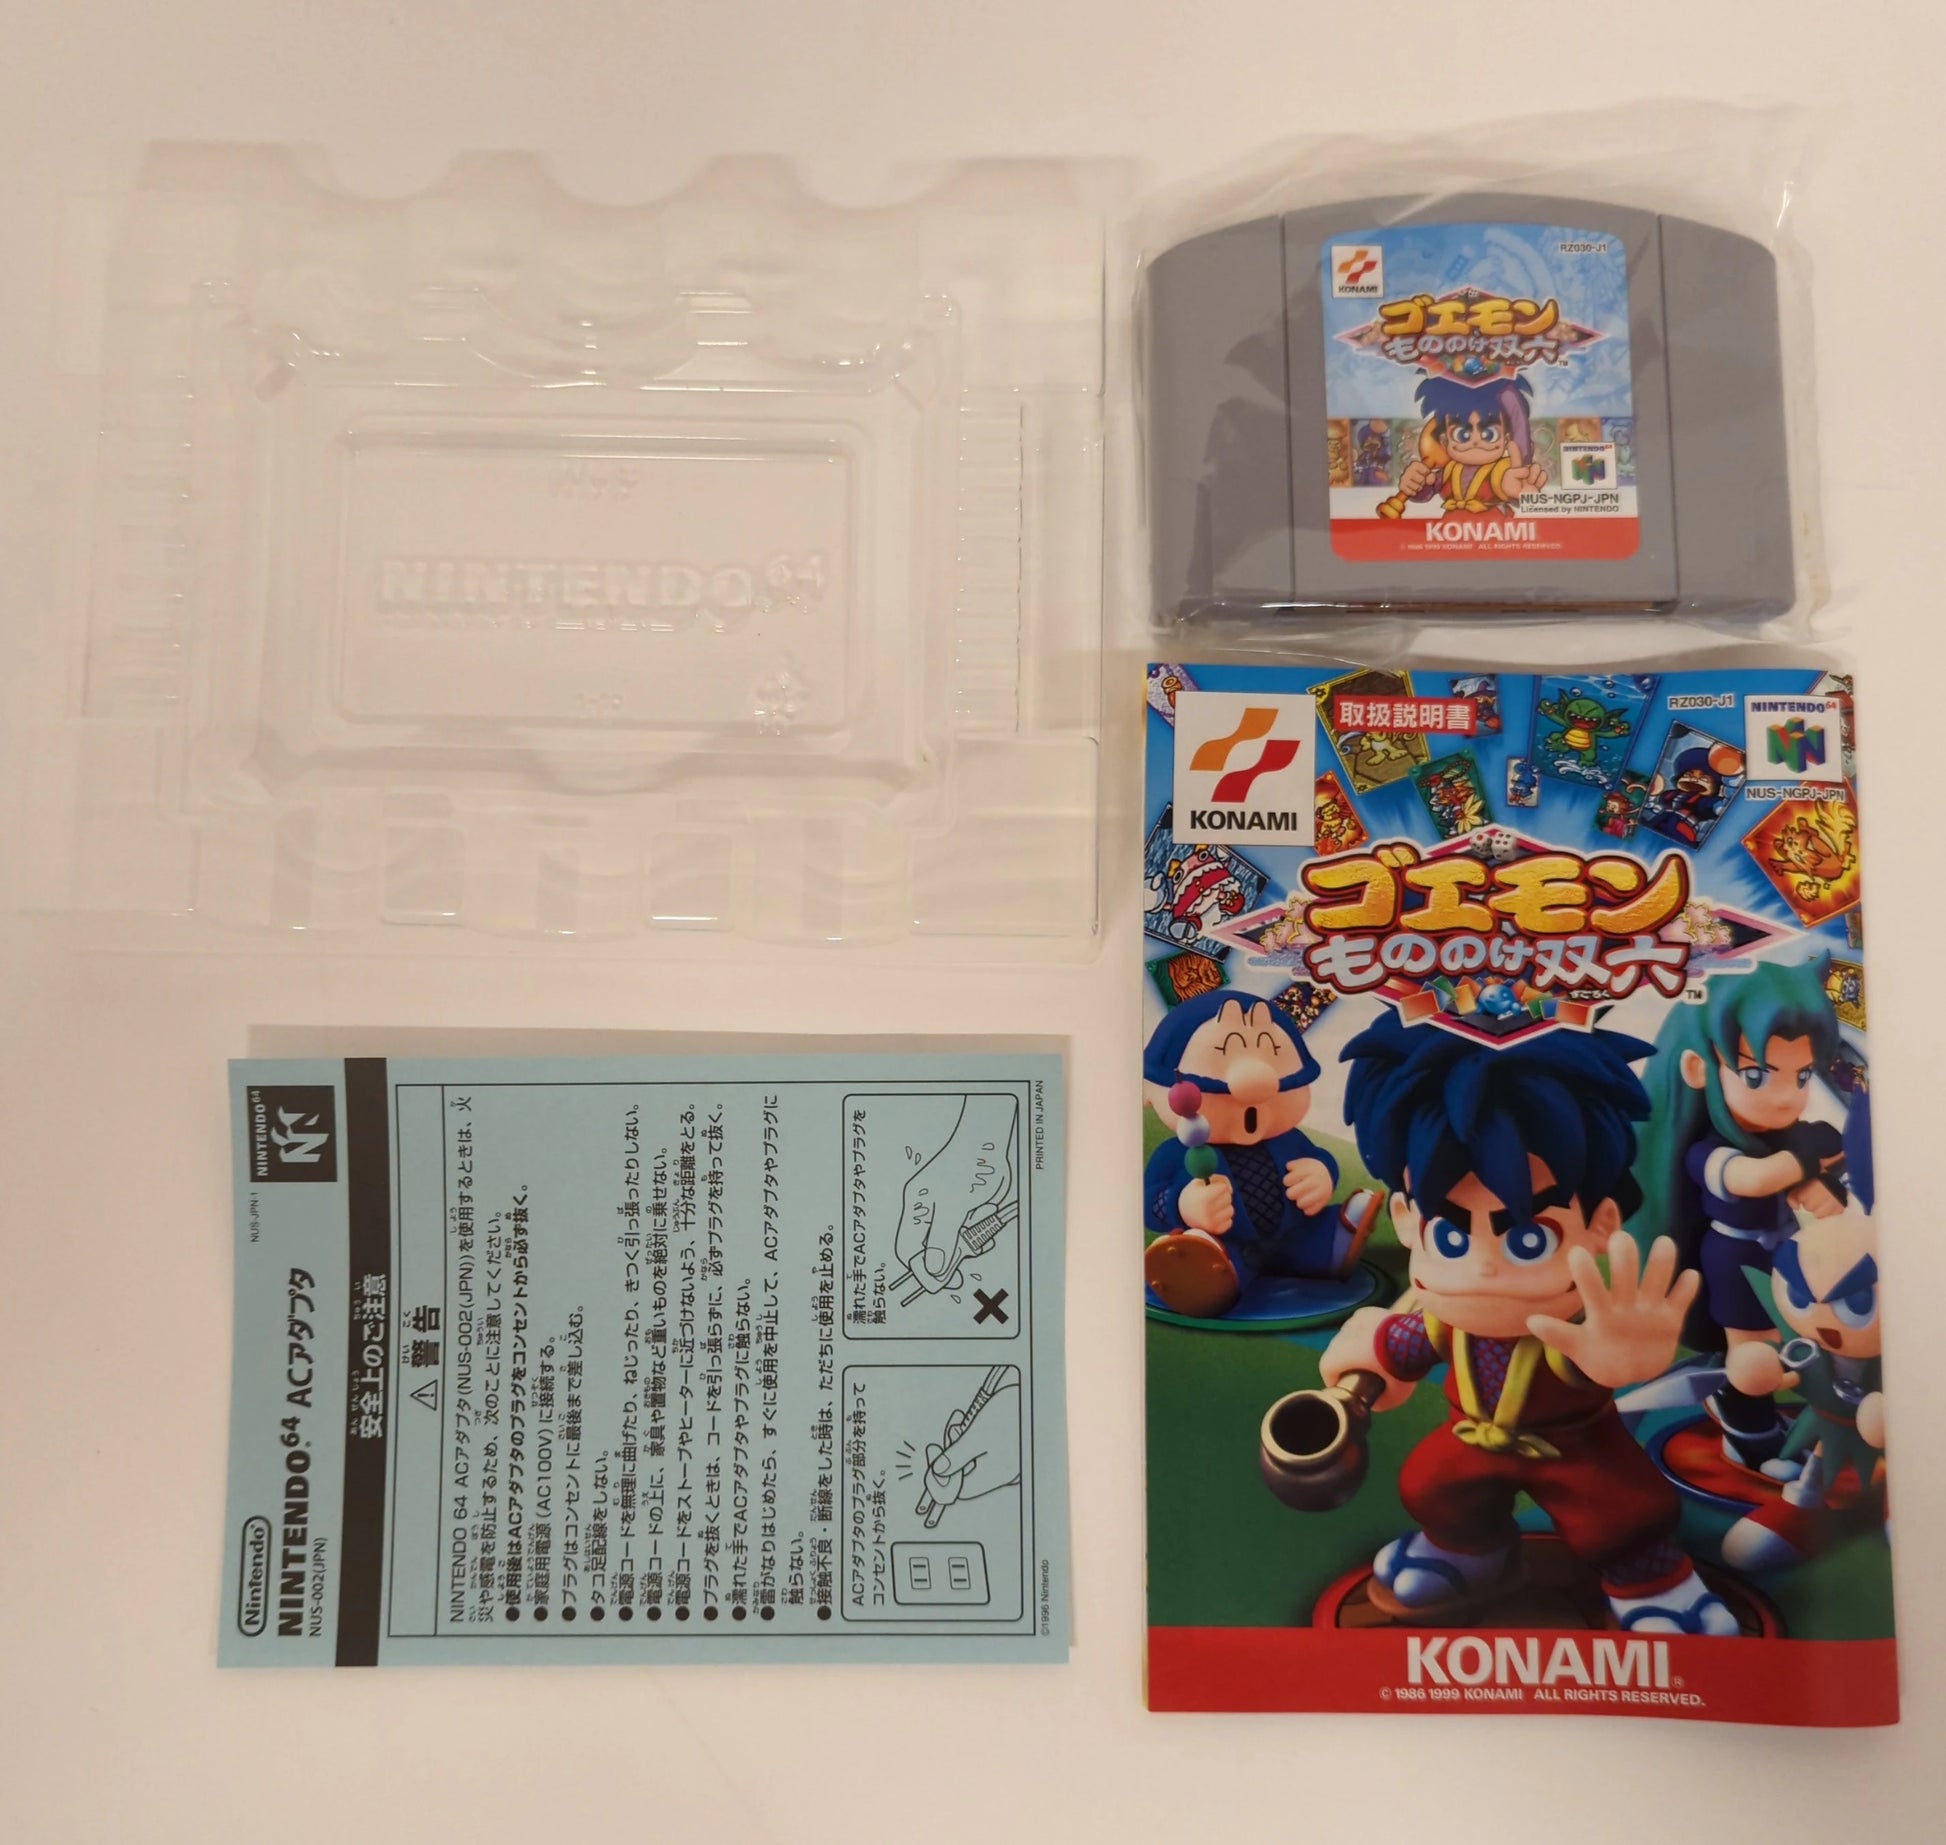 NINTENDO64
KONAMI
RZ030-J1
ゴエモン
もののけ双六
TM
NINTENDO64
NUS-NGPJ-JPN
Licensed by NINTENDO
KONAMI
© 1986 1999 KONAMI ALL RIGHTS RESERVED.
KONAMI
取扱説明書
RZ030-J1
NINTENDO64
NUS-NGPJ-JPN
ゴエモン
もののけ双六
すごろく
TM
KONAMI®
© 1986 1999 KONAMI ALL RIGHTS RESERVED.
Nintendo®
NINTENDO64 ACアダプタ
NUS-002(JPN)
NUS-JPN-1
NINTENDO64
安全上のご注意
警告
NINTENDO 64 ACアダプタ(NUS-002(JPN))を使用するときは、火
災や感電を防止するため、次のことに注意してください。
●使用後はACアダプタのプラグをコンセントから必ず抜く。
●家庭用電源(AC100V)に接続する。
●プラグはコンセントに最後まで差し込む。
●タコ足配線をしない。
●電源コードを無理に曲げたり、ねじったり、きつく引っ張ったりしない。
●電源コードの上に、家具や置物など重いものを絶対に乗せない。
●電源コードをストーブやヒーターに近づけないよう、十分な距離をとる。
●プラグを抜くときは、コードを引っ張らずに、必ずプラグを持って抜く。
●濡れた手でACアダプタやプラグに触らない。
●雷がなりはじめたら、すぐに使用を中止して、ACアダプタやプラグに
触らない。
●接触不良・断線をした時は、ただちに使用を止める。
ACアダプタのプラグ部分を持って
コンセントから抜く。
濡れた手でACアダプタやプラグを
触らない。
©1996 Nintendo
PRINTED IN JAPAN